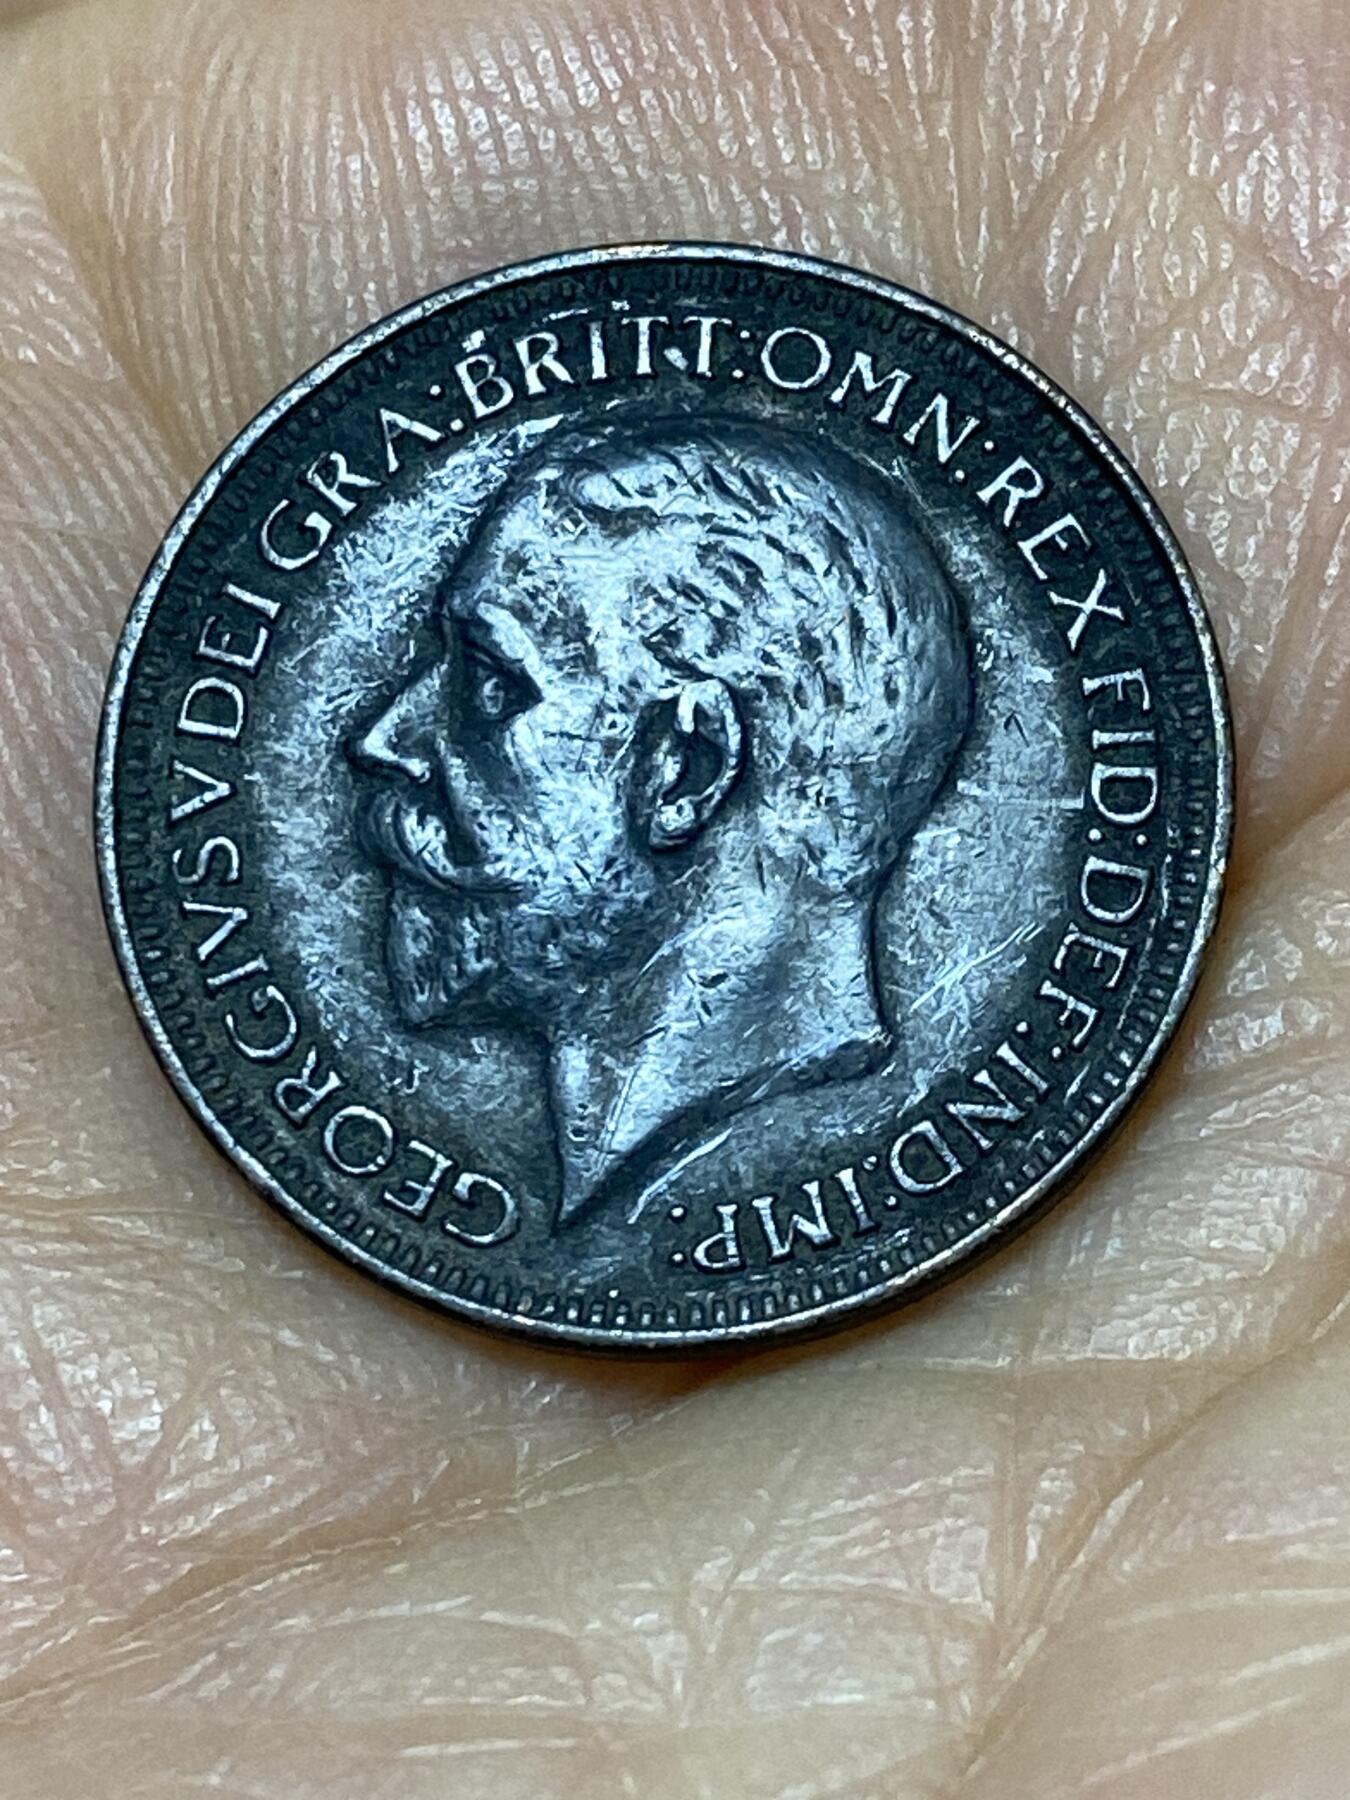 GEORGIVS V DEI GRA: BRITT: OMN: REX FID: DEF: IND: IMP: